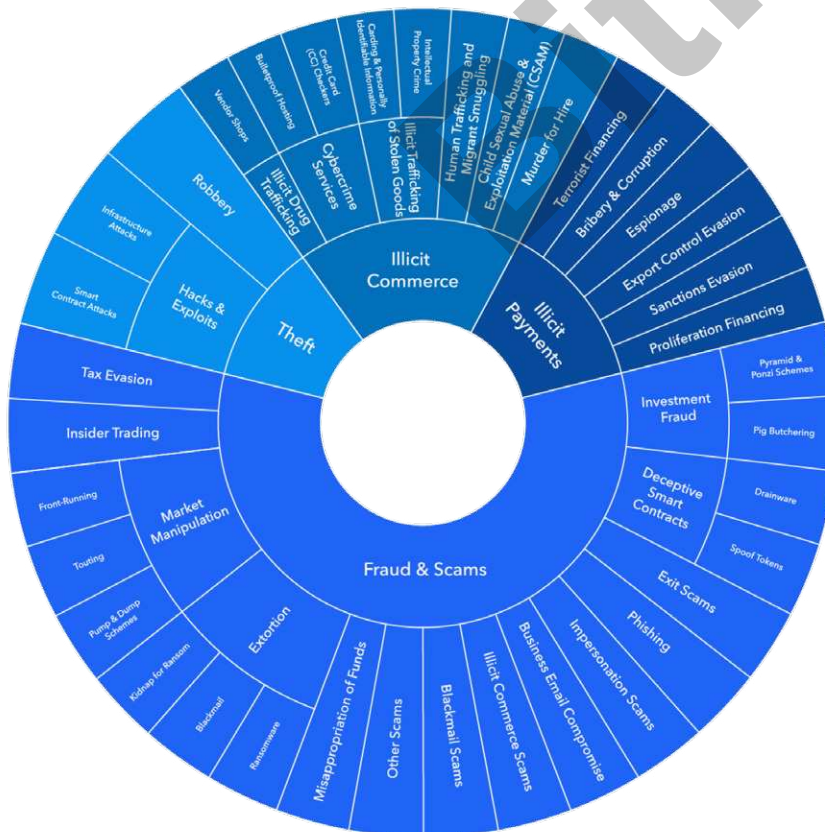 Vendor Shops
Bulletproof Hosting
Credit Card
(CC) Checkers
Carding & Personally
Identifiable Information
Intellectual
Property Crime
Human Trafficking and
Migrant Smuggling
Child Sexual Abuse &
Exploitation Material (CSAM)
Murder for Hire
Illicit Drug
Trafficking
Cybercrime
Services
Illicit Trafficking
of Stolen Goods
Illicit
Commerce
Terrorist Financing
Bribery & Corruption
Espionage
Export Control Evasion
Sanctions Evasion
Proliferation Financing
Illicit
Payments
Robbery
Infrastructure
Attacks
Smart
Contract Attacks
Hacks &
Exploits
Theft
Pyramid &
Ponzi Schemes
Pig Butchering
Investment
Fraud
Drainware
Spoof Tokens
Deceptive
Smart
Contracts
Exit Scams
Phishing
Impersonation Scams
Business Email Compromise
Illicit Commerce Scams
Blackmail Scams
Other Scams
Misappropriation of Funds
Ransomware
Blackmail
Kidnap for Ransom
Extortion
Pump & Dump
Schemes
Touting
Front-Running
Market
Manipulation
Insider Trading
Tax Evasion
Fraud & Scams